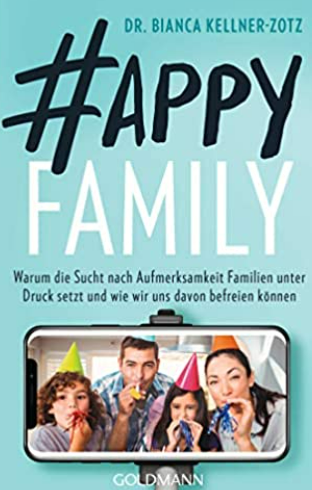 DR. BIANCA KELLNER-ZOTZ
#APPY
FAMILY
Warum die Sucht nach Aufmerksamkeit Familien unter
Druck setzt und wie wir uns davon befreien können
GOLDMANN